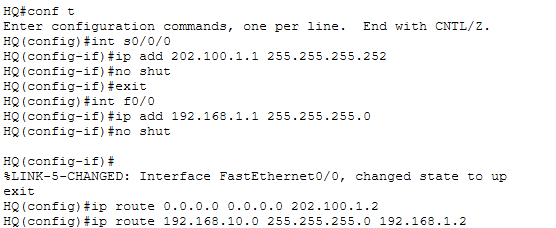 HQ#conf t
Enter configuration commands, one per line.  End with CNTL/Z.
HQ(config)#int s0/0/0
HQ(config-if)#ip add 202.100.1.1 255.255.255.252
HQ(config-if)#no shut
HQ(config-if)#exit
HQ(config)#int f0/0
HQ(config-if)#ip add 192.168.1.1 255.255.255.0
HQ(config-if)#no shut
HQ(config-if)#
%LINK-5-CHANGED: Interface FastEthernet0/0, changed state to up
exit
HQ(config)#ip route 0.0.0.0 0.0.0.0 202.100.1.2
HQ(config)#ip route 192.168.10.0 255.255.255.0 192.168.1.2